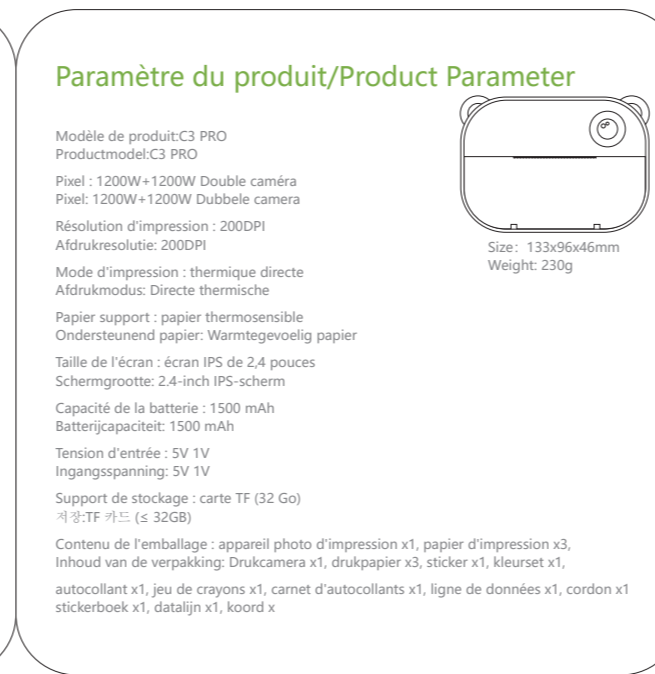 Paramètre du produit/Product Parameter
Modèle de produit:C3 PRO
Productmodel:C3 PRO
Pixel : 1200W+1200W Double caméra
Pixel: 1200W+1200W Dubbele camera
Résolution d'impression : 200DPI
Afdrukresolutie: 200DPI
Mode d'impression : thermique directe
Afdrukmodus: Directe thermische
Papier support : papier thermosensible
Ondersteunend papier: Warmtegevoelig papier
Taille de l'écran : écran IPS de 2,4 pouces
Schermgrootte: 2.4-inch IPS-scherm
Capacité de la batterie : 1500 mAh
Batterijcapaciteit: 1500 mAh
Tension d'entrée : 5V 1V
Ingangsspanning: 5V 1V
Support de stockage : carte TF (32 Go)
저장:TF 카드 (≤ 32GB)
Contenu de l'emballage : appareil photo d'impression x1, papier d'impression x3,
Inhoud van de verpakking: Drukcamera x1, drukpapier x3, sticker x1, kleurset x1,
autocollant x1, jeu de crayons x1, carnet d'autocollants x1, ligne de données x1, cordon x1
stickerboek x1, datalijn x1, koord x
Size: 133x96x46mm
Weight: 230g